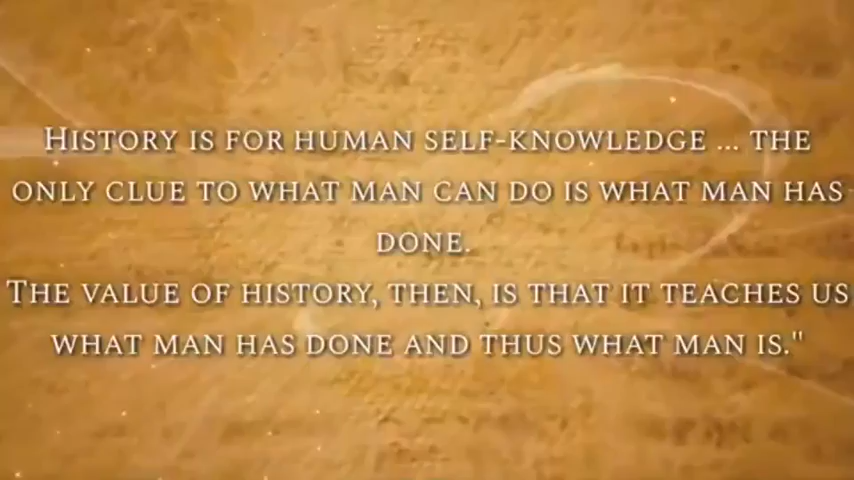 HISTORY IS FOR HUMAN SELF-KNOWLEDGE ... THE
ONLY CLUE TO WHAT MAN CAN DO IS WHAT MAN HAS
DONE.
THE VALUE OF HISTORY, THEN, IS THAT IT TEACHES US
WHAT MAN HAS DONE AND THUS WHAT MAN IS."